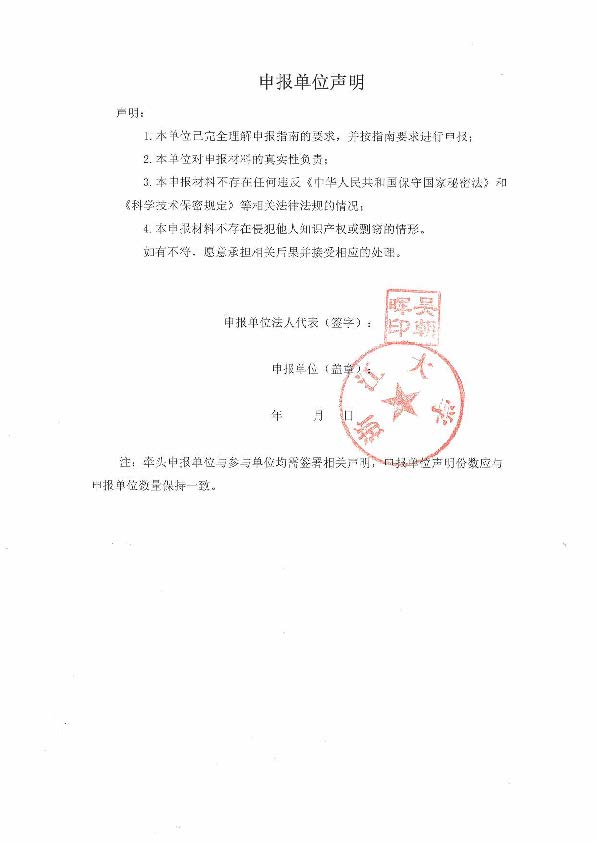 申报单位声明
声明：
1.本单位已完全理解申报指南的要求，并按指南要求进行申报；
2.本单位对申报材料的真实性负责；
3.本申报材料不存在任何违反《中华人民共和国保守国家秘密法》和
《科学技术保密规定》等相关法律法规的情况；
4.本申报材料不存在侵犯他人知识产权或剽窃的情形。
如有不符，愿意承担相关后果并接受相应的处理。
申报单位法人代表（签字）：
吴朝晖印
申报单位（盖章）：
浙江大学
年 月 日
注：牵头申报单位与参与单位均需签署相关声明，申报单位声明份数应与
申报单位数量保持一致。